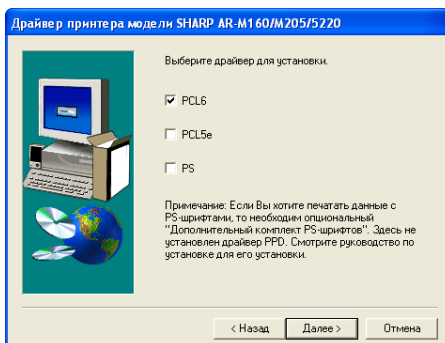 Драйвер принтера модели SHARP AR-M160/M205/5220
Выберите драйвер для установки.
PCL6
PCL5e
PS
Примечание: Если Вы хотите печатать данные с
PS-шрифтами, то необходим опциональный
"Дополнительный комплект PS-шрифтов". Здесь не
установлен драйвер PPD. Смотрите руководство по
установке для его установки.
< Назад
Далее >
Отмена